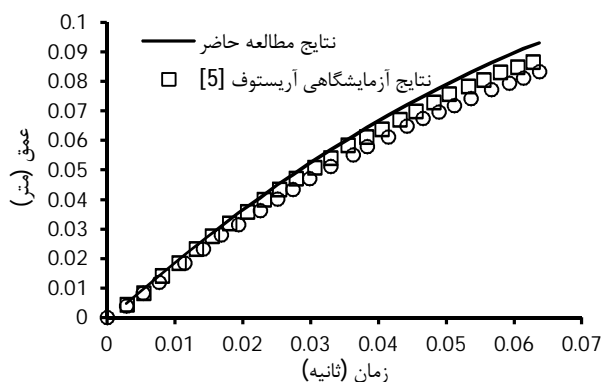 0.1
0.09
0.08
0.07
0.06
0.05
0.04
0.03
0.02
0.01
0
عمق (متر)
نتایج مطالعه حاضر
نتایج آزمایشگاهی آریستوف [5]
0 0.01 0.02 0.03 0.04 0.05 0.06 0.07
زمان (ثانیه)